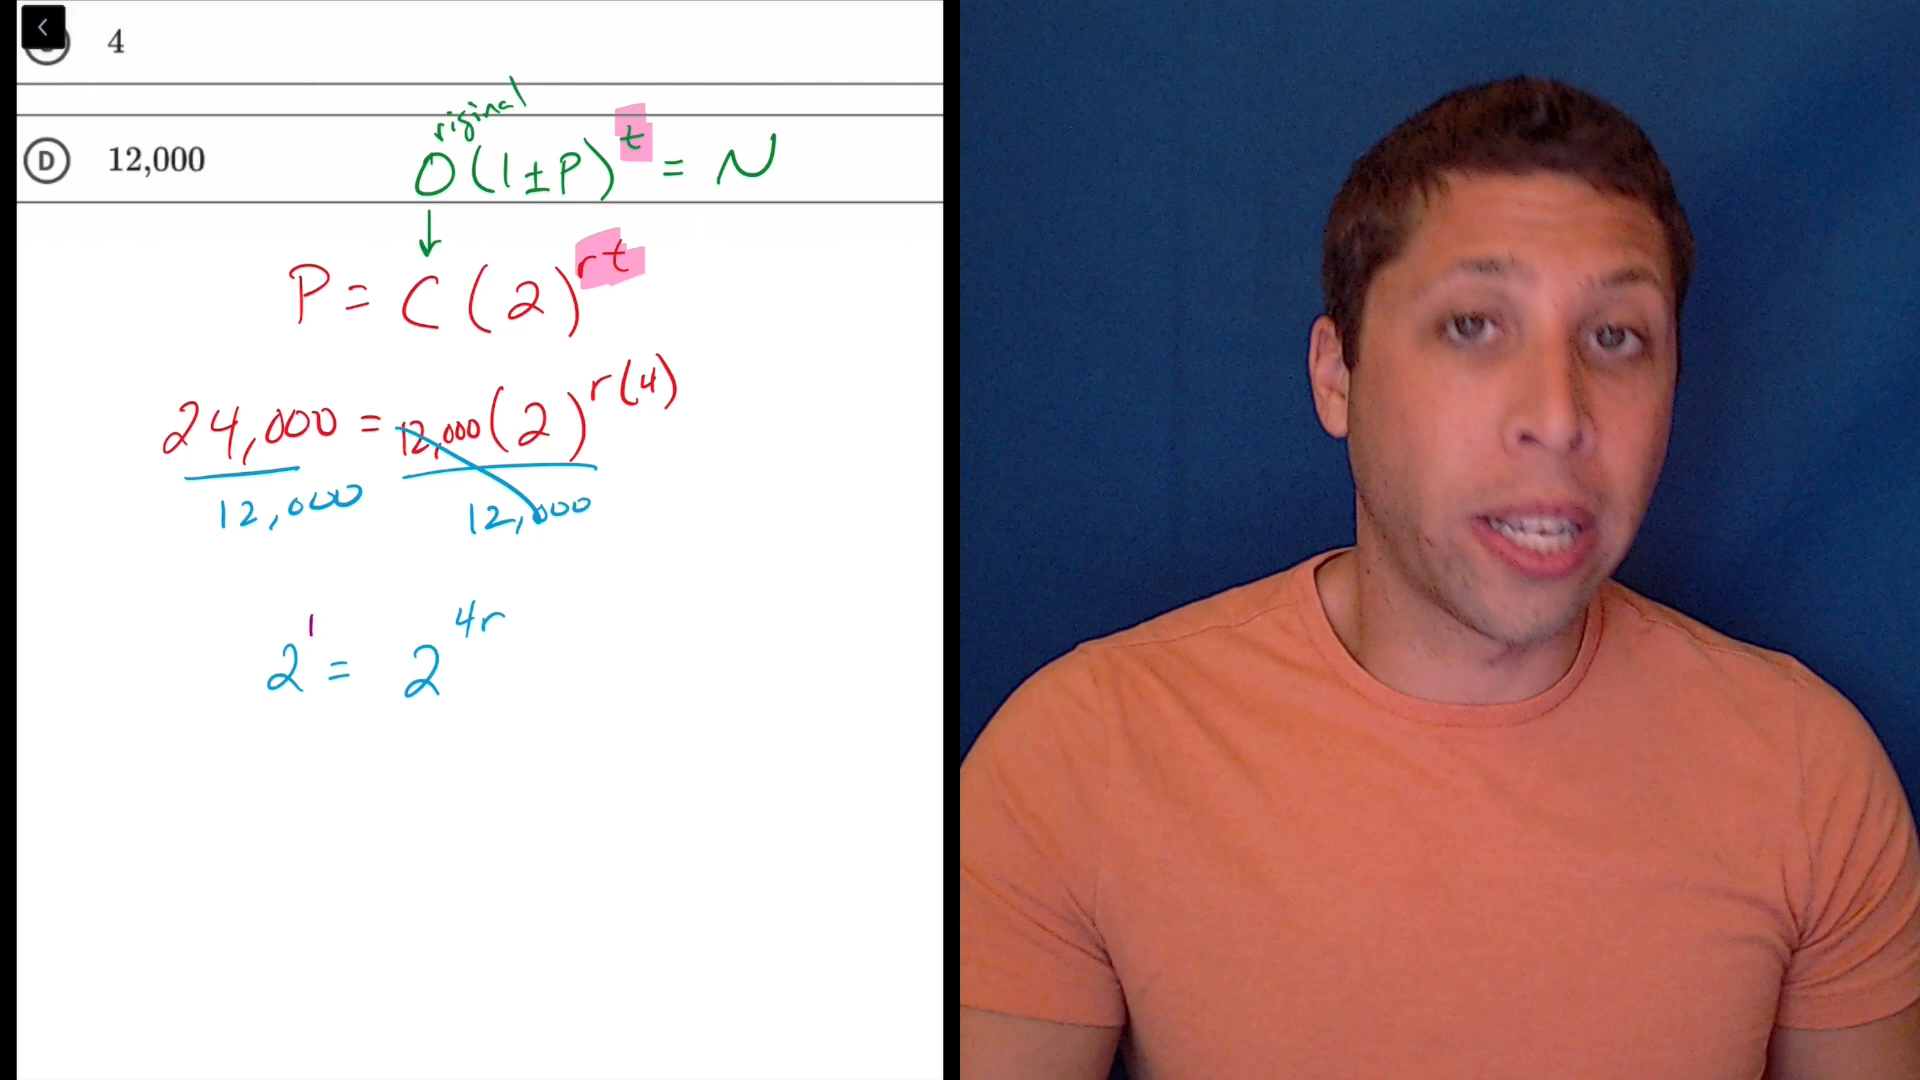 4
riginal
D 12,000 O(1±P)^t = N
↓
P = C(2)^rt
24,000 = 12,000(2)^r(4)
12,000 12,000
2^1 = 2^4r